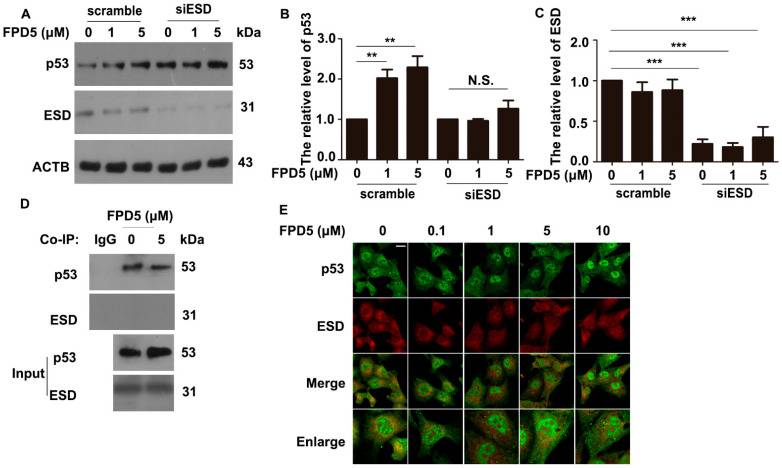 A
scramble siESD
FPD5 (μM) 0 1 5 0 1 5 kDa
p53 53
ESD 31
ACTB 43
B
The relative level of p53
3.0
2.0
1.0
0.0
**
**
N.S.
FPD5 (μM) 0 1 5 0 1 5
scramble siESD
C
The relative level of ESD
2.0
1.0
0.5
0.0
***
***
***
FPD5 (μM) 0 1 5 0 1 5
scramble siESD
D
FPD5 (μM)
Co-IP: IgG 0 5 kDa
p53 53
ESD 31
Input
p53 53
ESD 31
E
FPD5 (μM) 0 0.1 1 5 10
p53
ESD
Merge
Enlarge